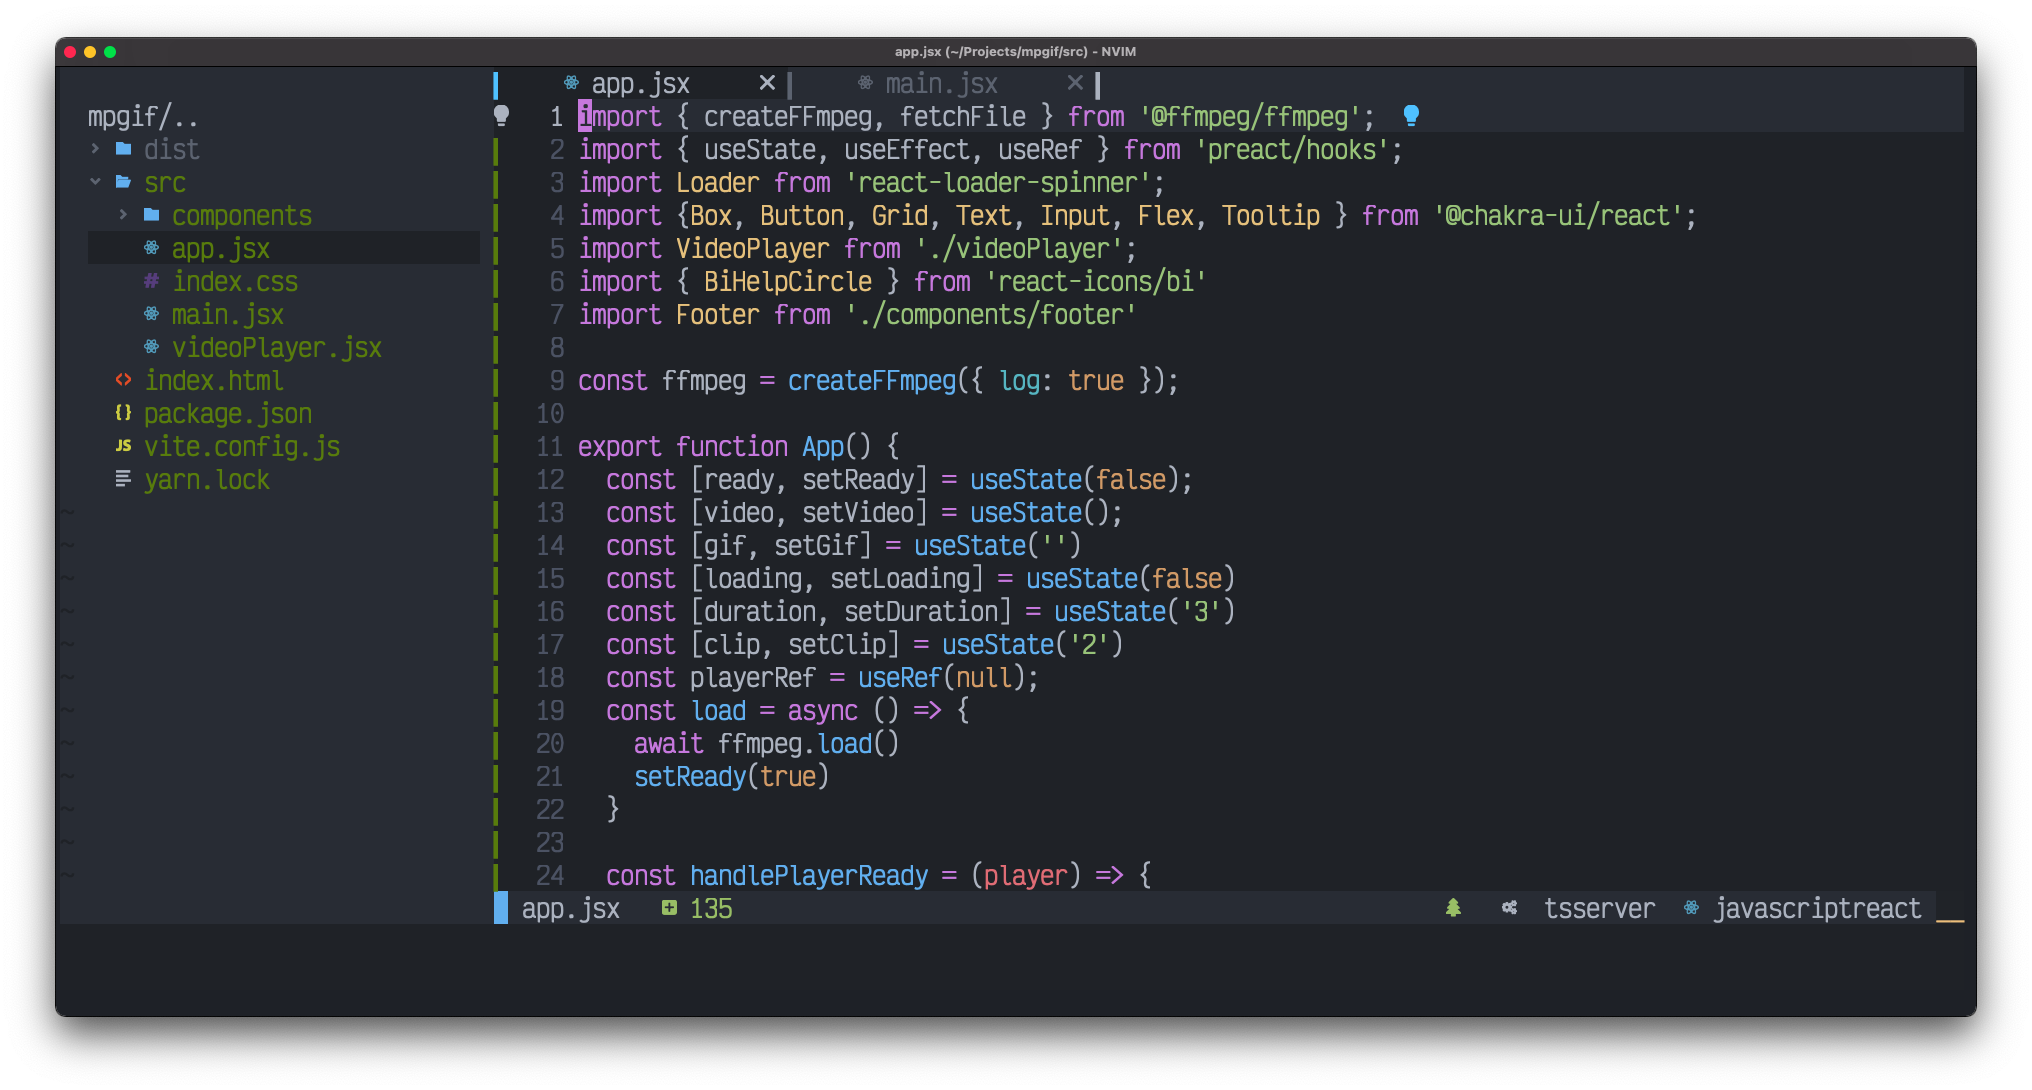 app.jsx (~/Projects/mpgif/src) - NVIM
app.jsx ✕ main.jsx ✕
mpgif/..
dist
src
components
app.jsx
# index.css
main.jsx
videoPlayer.jsx
<> index.html
{} package.json
JS vite.config.js
yarn.lock
~
~
~
~
~
~
~
~
~
~
~
~
1 import { createFFmpeg, fetchFile } from '@ffmpeg/ffmpeg';
2 import { useState, useEffect, useRef } from 'preact/hooks';
3 import Loader from 'react-loader-spinner';
4 import {Box, Button, Grid, Text, Input, Flex, Tooltip } from '@chakra-ui/react';
5 import VideoPlayer from './videoPlayer';
6 import { BiHelpCircle } from 'react-icons/bi'
7 import Footer from './components/footer'
8
9 const ffmpeg = createFFmpeg({ log: true });
10
11 export function App() {
12   const [ready, setReady] = useState(false);
13   const [video, setVideo] = useState();
14   const [gif, setGif] = useState('')
15   const [loading, setLoading] = useState(false)
16   const [duration, setDuration] = useState('3')
17   const [clip, setClip] = useState('2')
18   const playerRef = useRef(null);
19   const load = async () => {
20     await ffmpeg.load()
21     setReady(true)
22   }
23
24   const handlePlayerReady = (player) => {
app.jsx + 135 tsserver javascriptreact